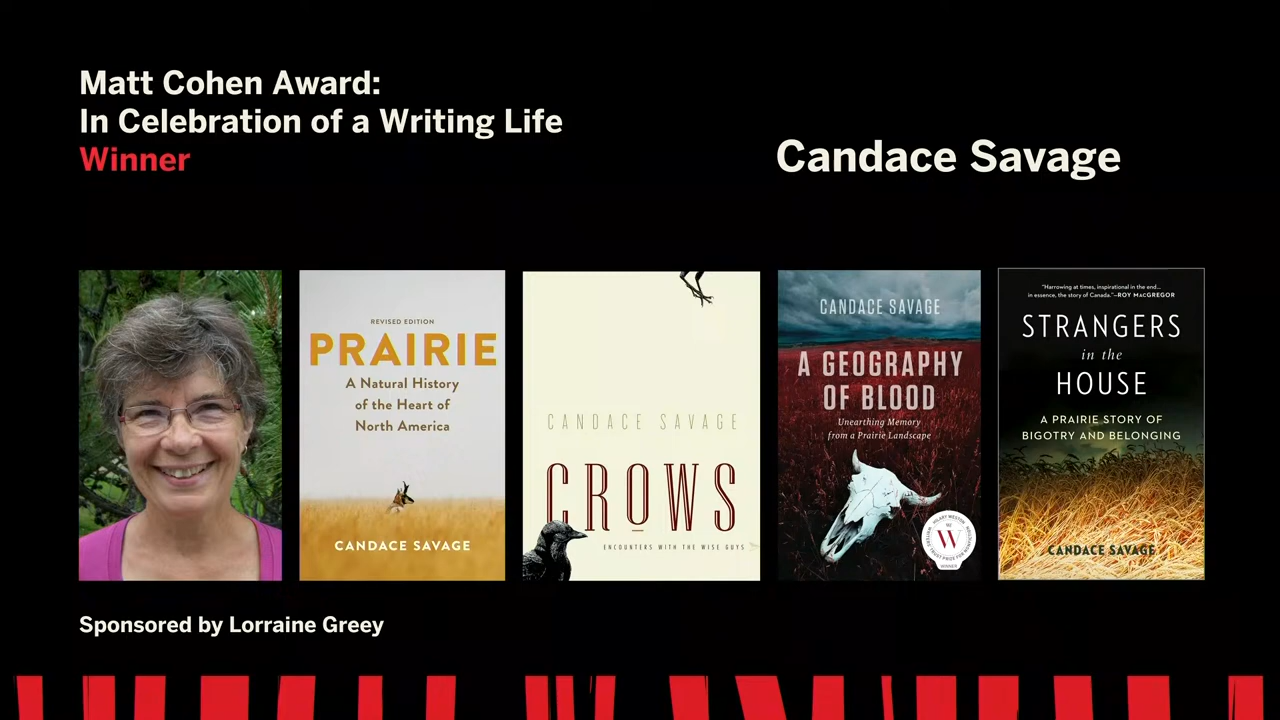 Matt Cohen Award:
In Celebration of a Writing Life
Winner
Candace Savage
REVISED EDITION
PRAIRIE
A Natural History
of the Heart of
North America
CANDACE SAVAGE
CANDACE SAVAGE
CROWS
ENCOUNTERS WITH THE WISE GUYS
CANDACE SAVAGE
A GEOGRAPHY
OF BLOOD
Unearthing Memory
from a Prairie Landscape
W
WINNER
"Harrowing at times, inspirational in the end...
in essence, the story of Canada."–ROY MACGREGOR
STRANGERS
in the
HOUSE
A PRAIRIE STORY OF
BIGOTRY AND BELONGING
CANDACE SAVAGE
Sponsored by Lorraine Greey